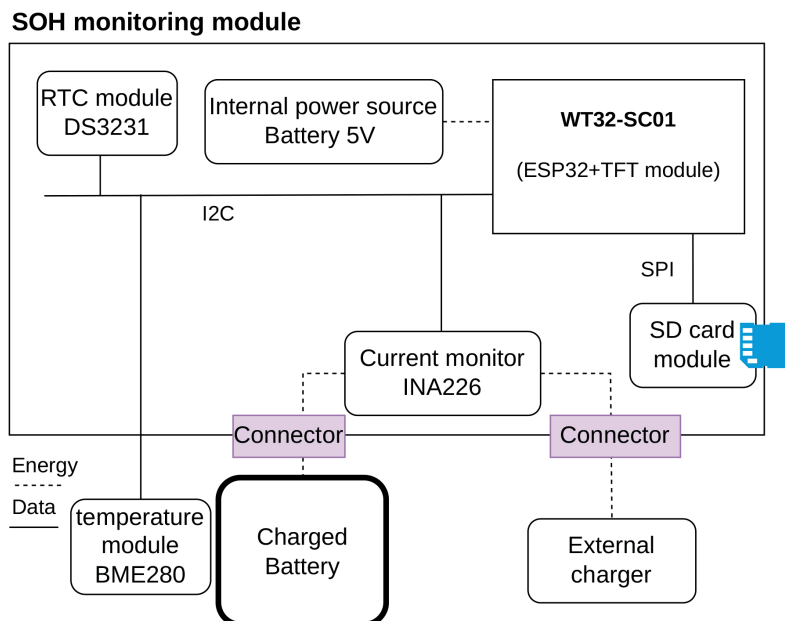 SOH monitoring module
RTC module
DS3231
Internal power source
Battery 5V
WT32-SC01
(ESP32+TFT module)
I2C
SPI
SD card
module
Current monitor
INA226
Connector
Connector
Energy
Data
temperature
module
BME280
Charged
Battery
External
charger